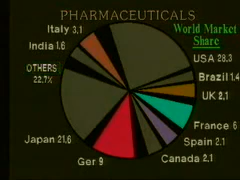 PHARMACEUTICALS
World Market
Share
Italy 3,1
India 1.6
OTHERS
22.7%
USA 28.3
Brazil 1.4
UK 2,1
France 6
Spain 2,1
Canada 2,1
Ger 9
Japan 21,6